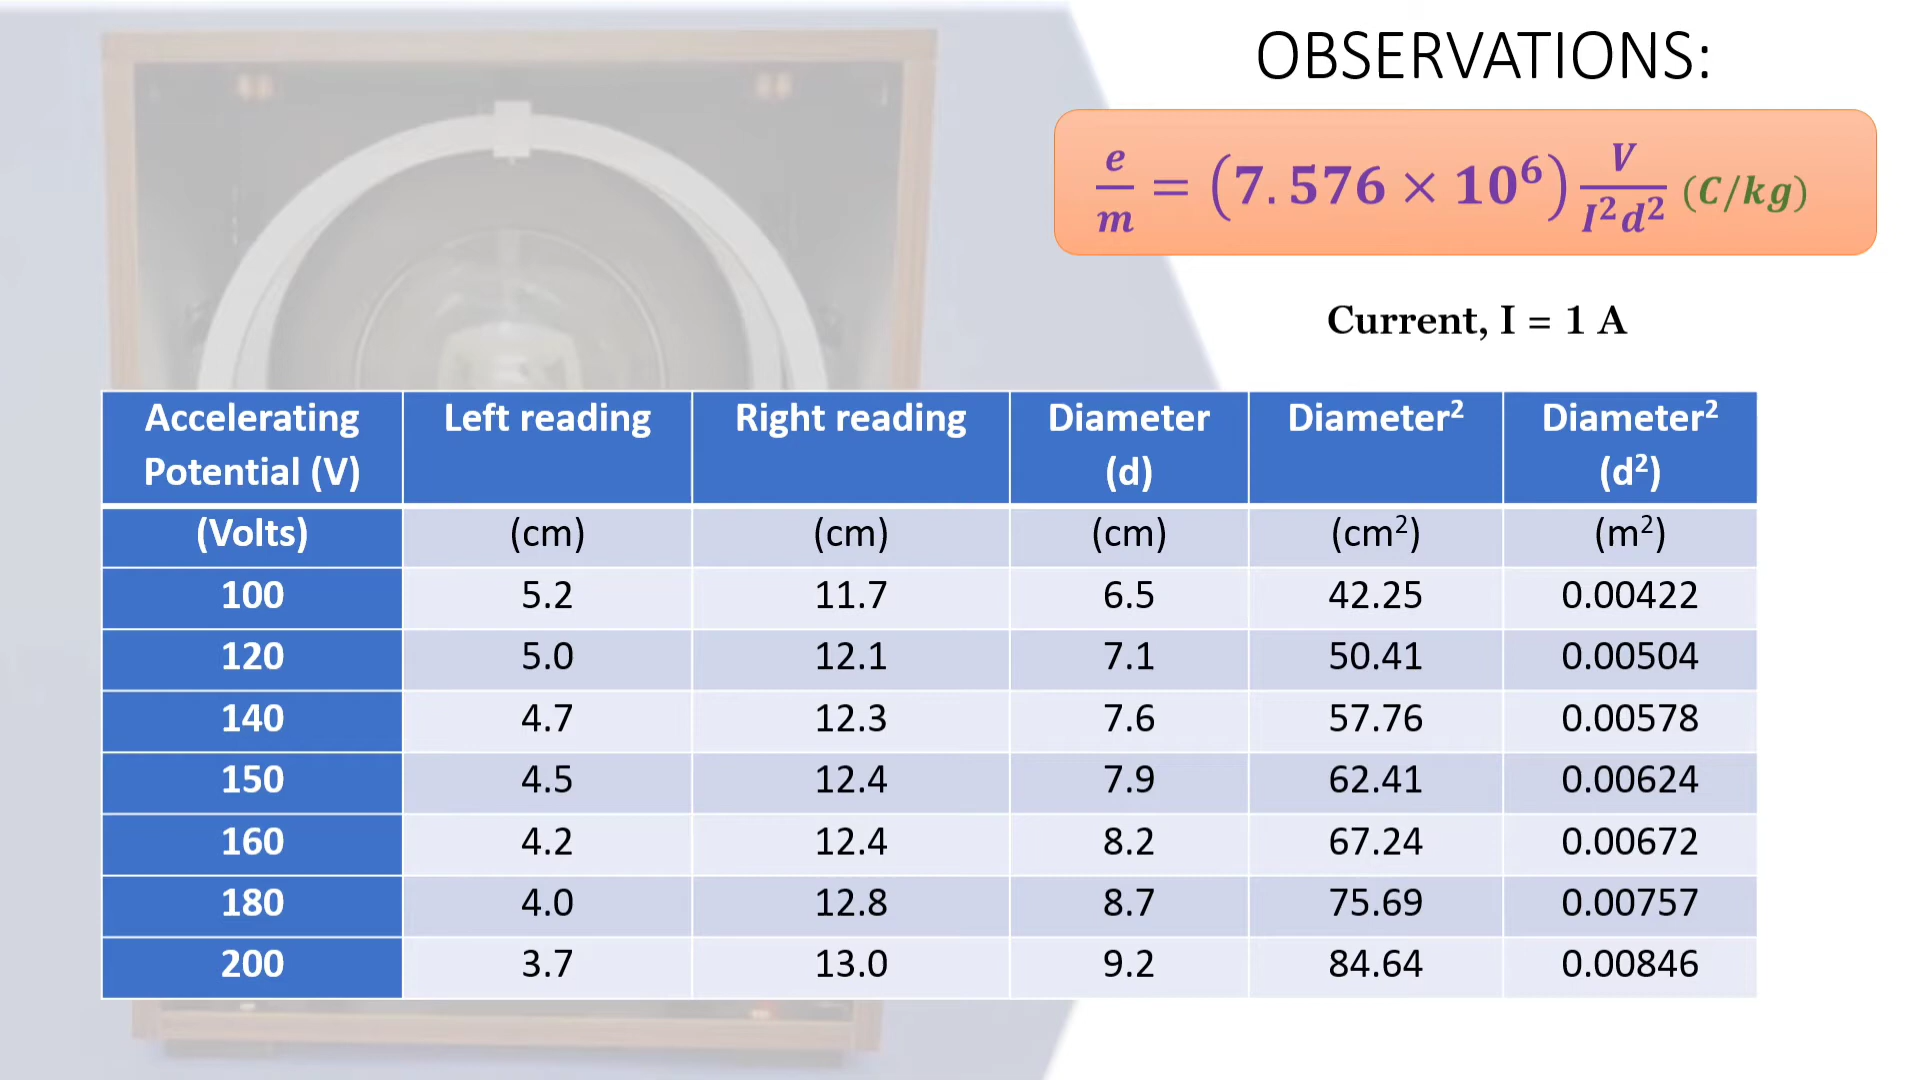 OBSERVATIONS:
e/m = (7.576 × 10⁶) V/I²d² (C/kg)
Current, I = 1 A
Accelerating Potential (V) Left reading Right reading Diameter (d) Diameter² Diameter² (d²)
(Volts) (cm) (cm) (cm) (cm²) (m²)
100 5.2 11.7 6.5 42.25 0.00422
120 5.0 12.1 7.1 50.41 0.00504
140 4.7 12.3 7.6 57.76 0.00578
150 4.5 12.4 7.9 62.41 0.00624
160 4.2 12.4 8.2 67.24 0.00672
180 4.0 12.8 8.7 75.69 0.00757
200 3.7 13.0 9.2 84.64 0.00846